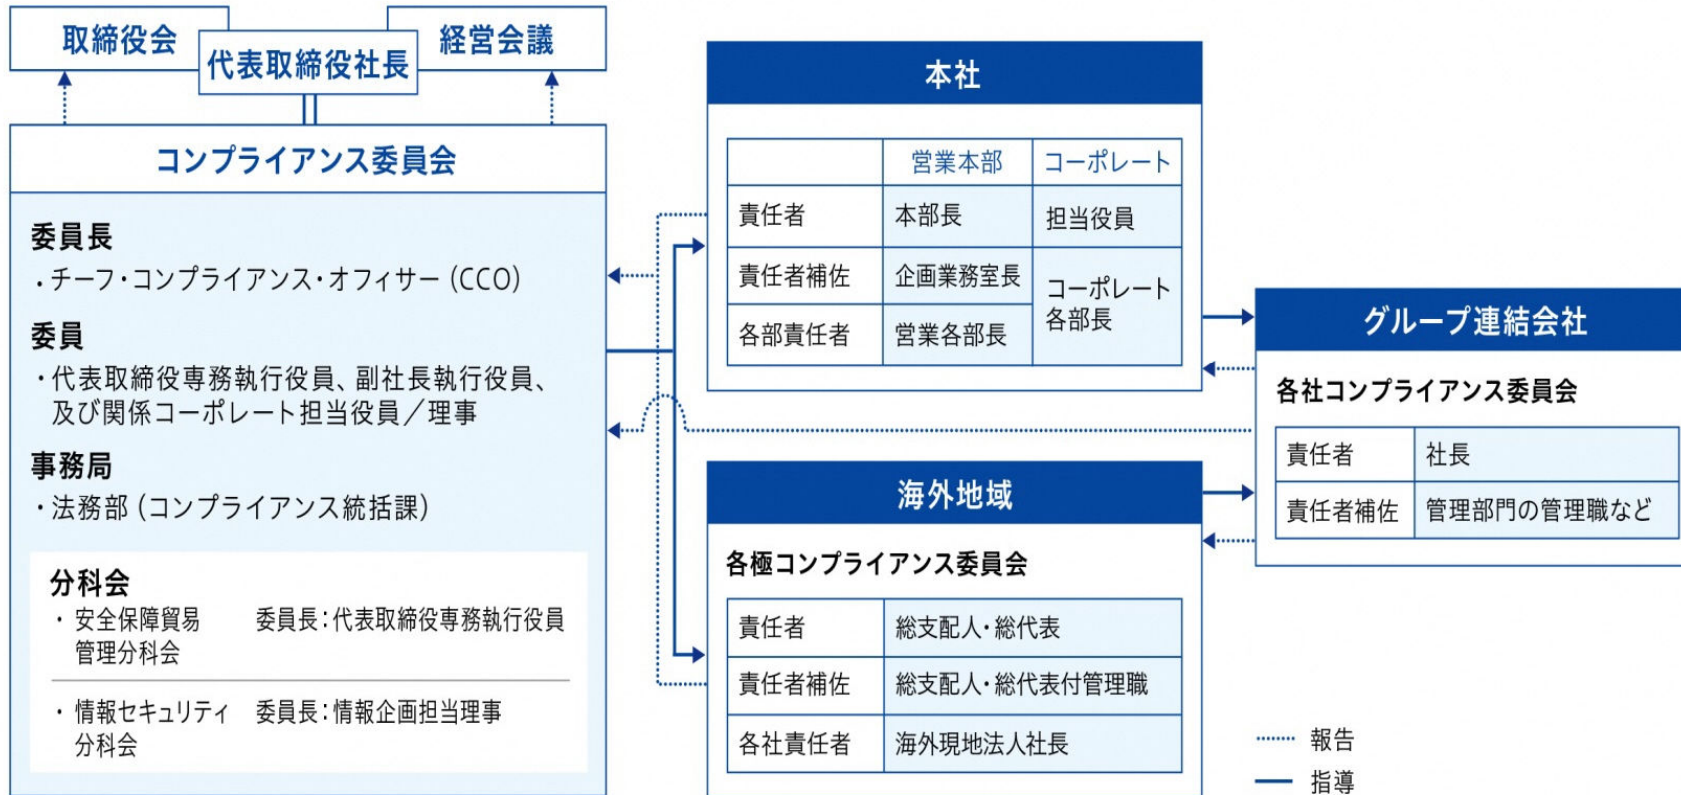 取締役会
代表取締役社長
経営会議
コンプライアンス委員会
委員長
・チーフ・コンプライアンス・オフィサー（CCO）
委員
・代表取締役専務執行役員、副社長執行役員、
及び関係コーポレート担当役員／理事
事務局
・法務部（コンプライアンス統括課）
分科会
・安全保障貿易
管理分科会
委員長：代表取締役専務執行役員
・情報セキュリティ
分科会
委員長：情報企画担当理事
本社
営業本部 コーポレート
責任者 本部長 担当役員
責任者補佐 企画業務室長
コーポレート
各部長
各部責任者 営業各部長
海外地域
各極コンプライアンス委員会
責任者 総支配人・総代表
責任者補佐 総支配人・総代表付管理職
各社責任者 海外現地法人社長
グループ連結会社
各社コンプライアンス委員会
責任者 社長
責任者補佐 管理部門の管理職など
報告
指導